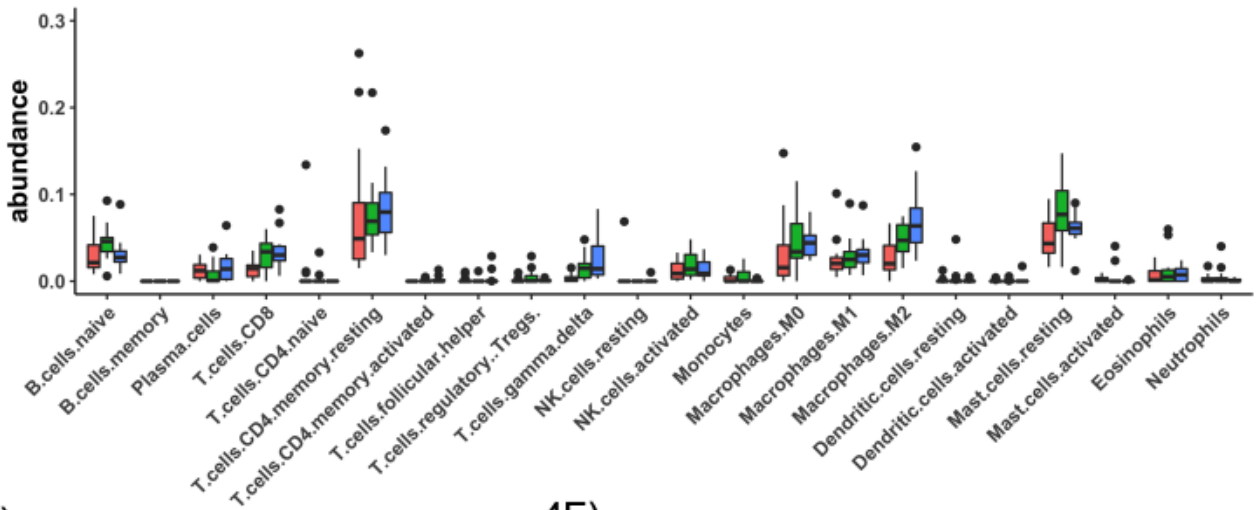 abundance
0.3
0.2
0.1
0.0
B.cells.naive
B.cells.memory
Plasma.cells
T.cells.CD8
T.cells.CD4.naive
T.cells.CD4.memory.resting
T.cells.CD4.memory.activated
T.cells.follicular.helper
T.cells.regulatory..Tregs.
T.cells.gamma.delta
NK.cells.resting
NK.cells.activated
Monocytes
Macrophages.M0
Macrophages.M1
Macrophages.M2
Dendritic.cells.resting
Dendritic.cells.activated
Mast.cells.resting
Mast.cells.activated
Eosinophils
Neutrophils